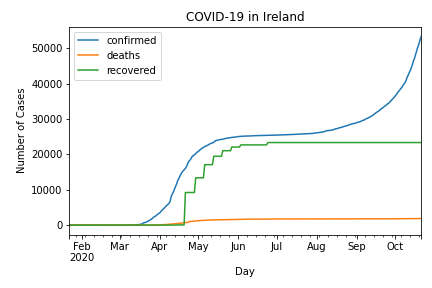 COVID-19 in Ireland
confirmed
deaths
recovered
Number of Cases
50000
40000
30000
20000
10000
0
Feb Mar Apr May Jun Jul Aug Sep Oct
2020
Day